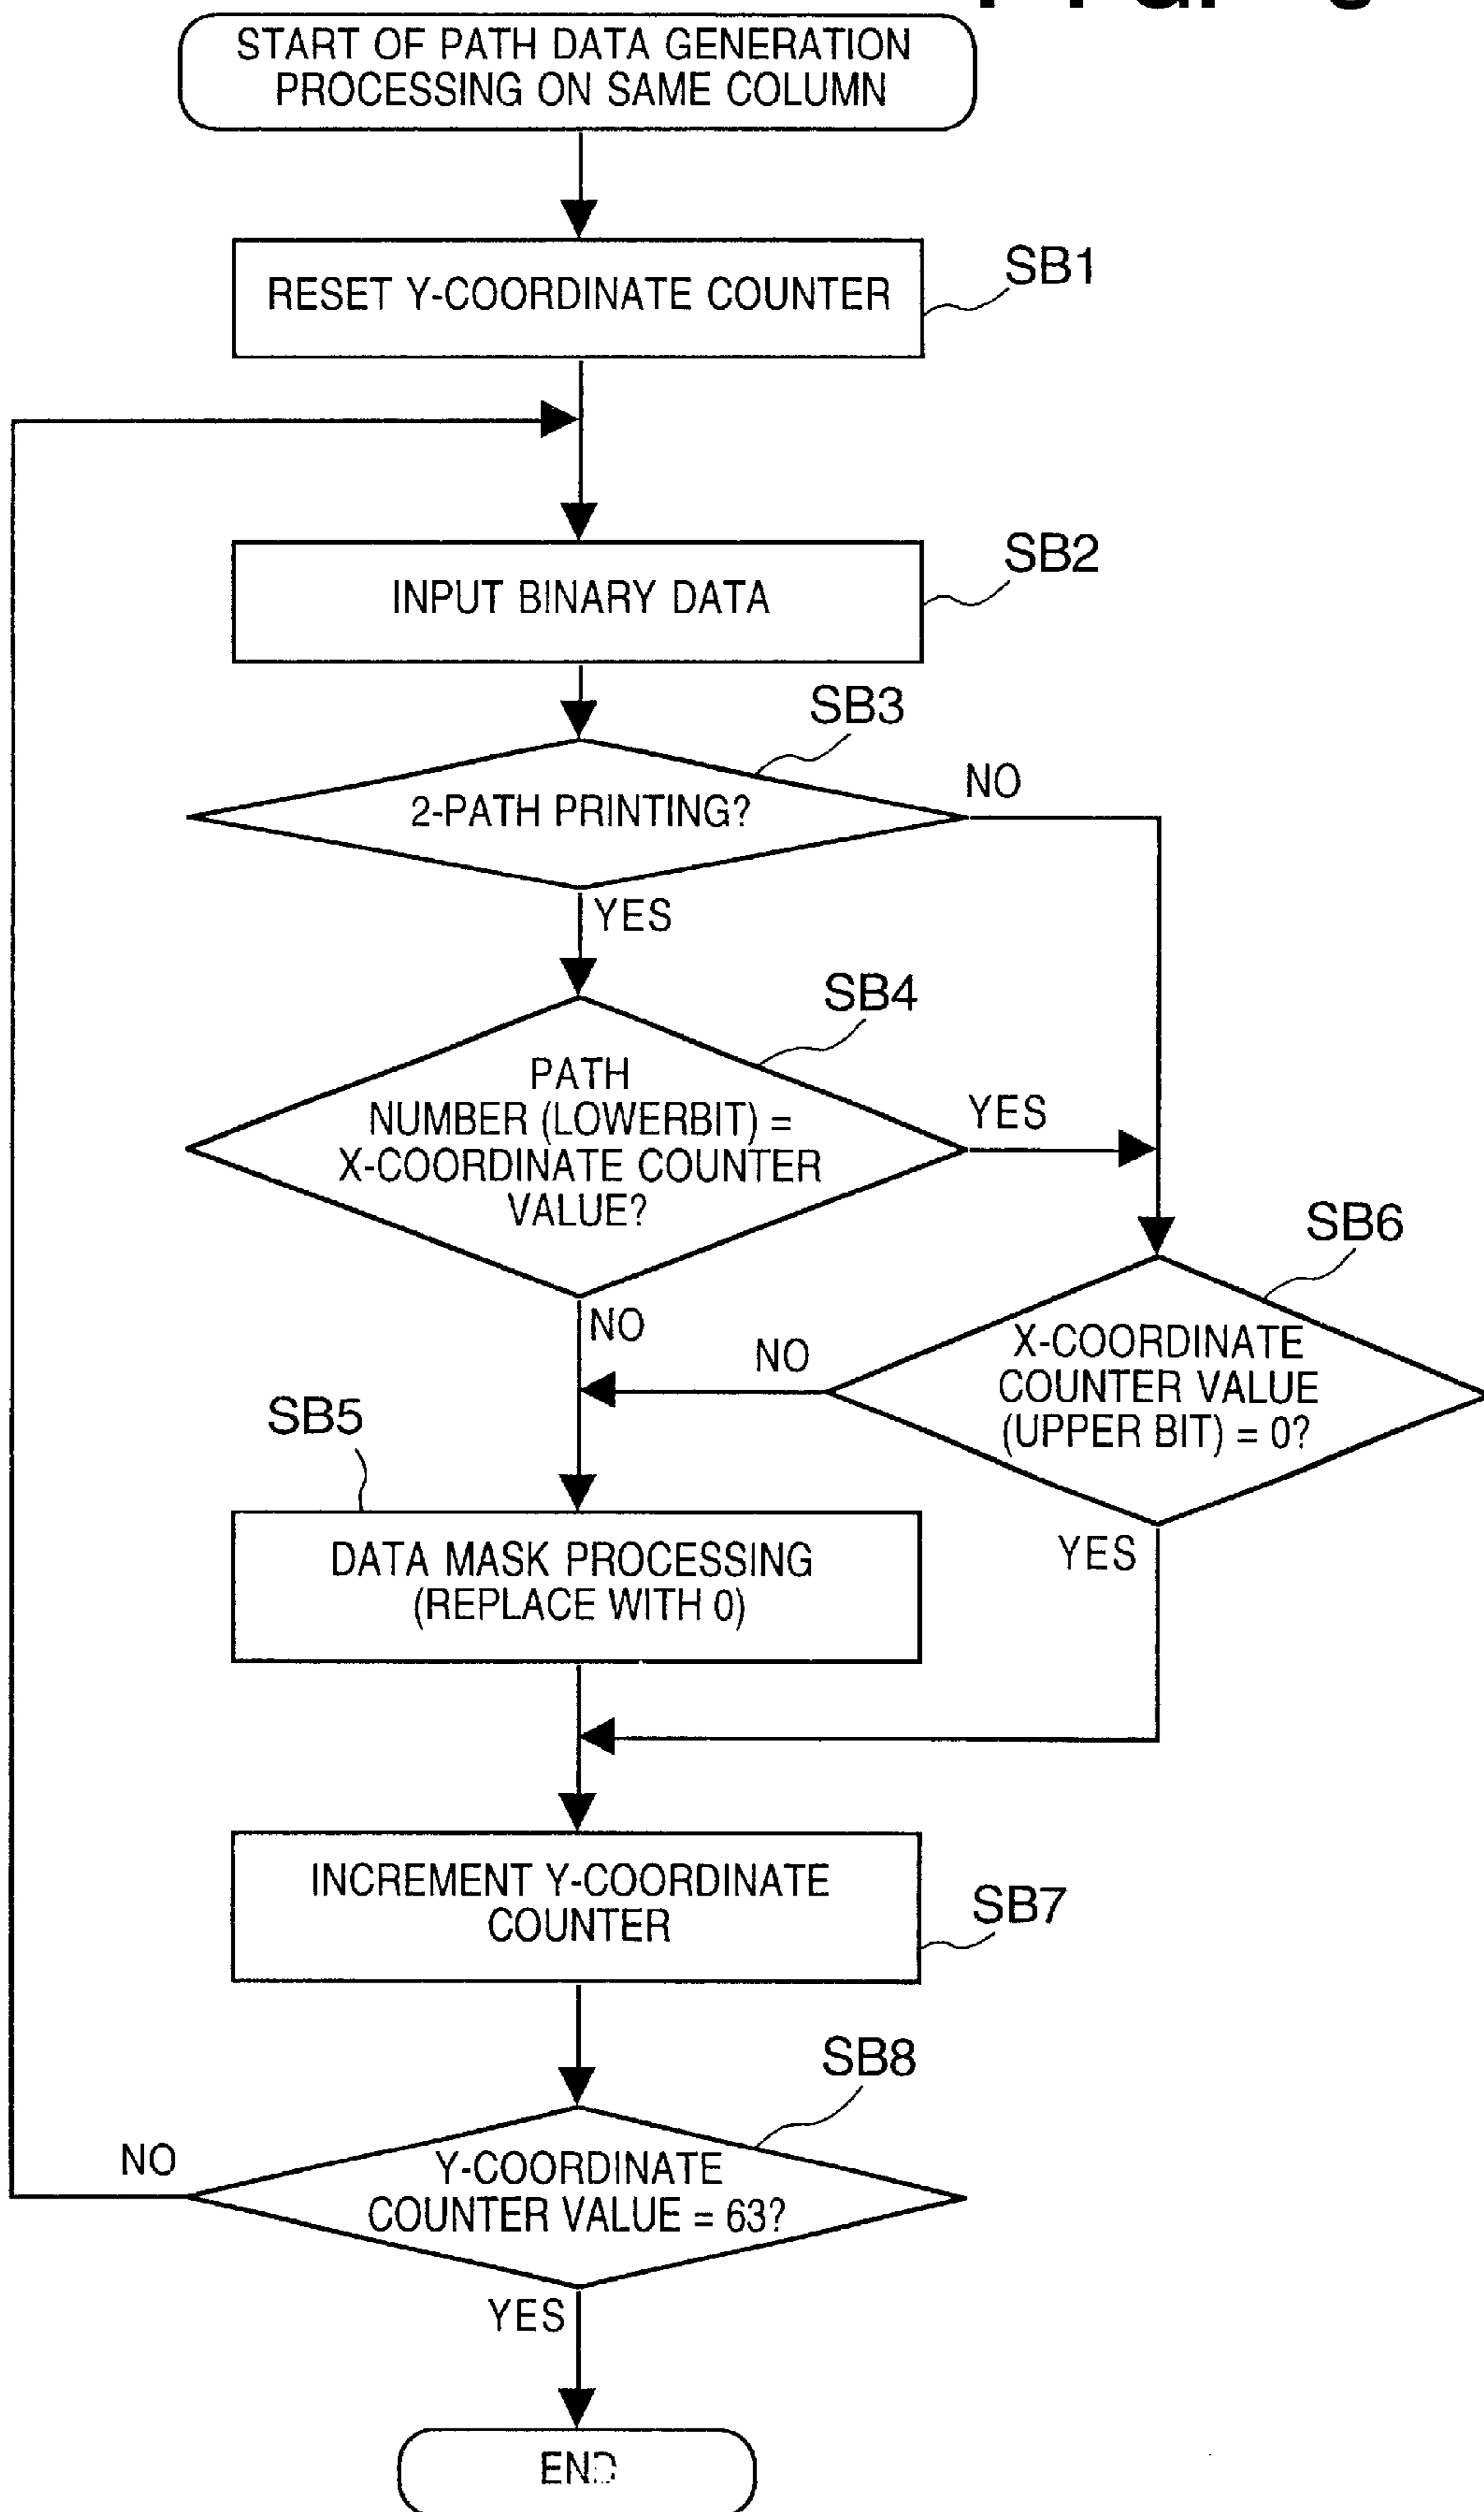 START OF PATH DATA GENERATION
PROCESSING ON SAME COLUMN
RESET Y-COORDINATE COUNTER
SB1
INPUT BINARY DATA
SB2
SB3
2-PATH PRINTING?
NO
YES
SB4
PATH
NUMBER (LOWERBIT) =
X-COORDINATE COUNTER
VALUE?
YES
NO
SB6
X-COORDINATE
COUNTER VALUE
(UPPER BIT) = 0?
NO
YES
SB5
DATA MASK PROCESSING
(REPLACE WITH 0)
INCREMENT Y-COORDINATE
COUNTER
SB7
SB8
Y-COORDINATE
COUNTER VALUE = 63?
NO
YES
END